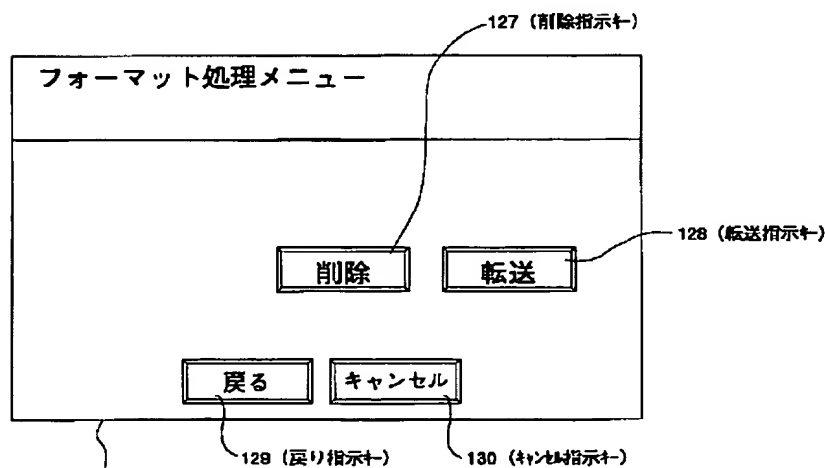 127 (削除指示キー)
フォーマット処理メニュー
128 (転送指示キー)
削除
転送
戻る
キャンセル
129 (戻り指示キー)
130 (キャンセル指示キー)